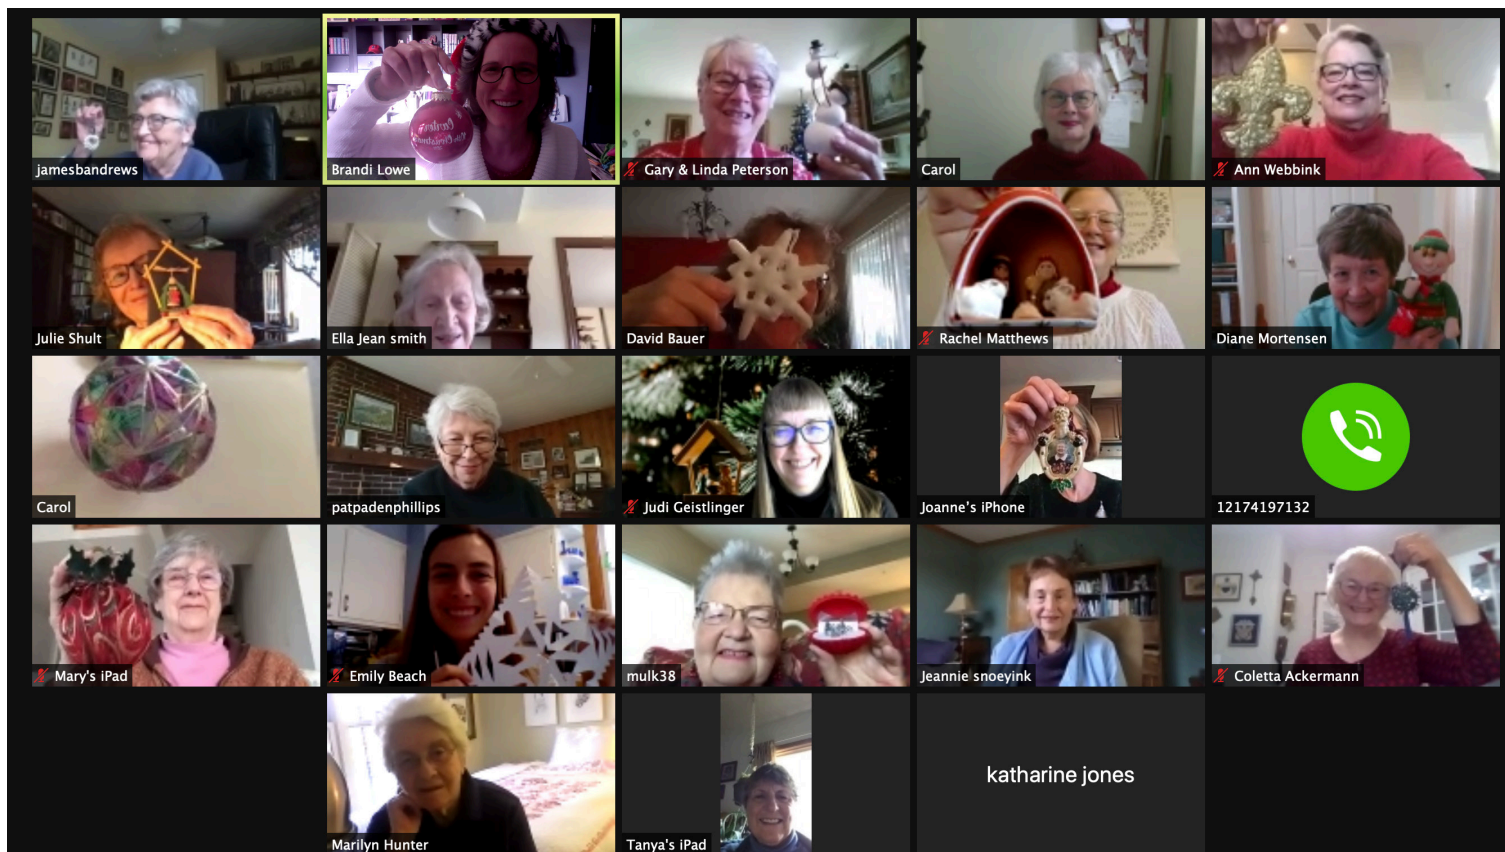 jamesbandrews
Brandi Lowe
Gary & Linda Peterson
Carol
Ann Webbink
Julie Shult
Ella Jean smith
David Bauer
Rachel Matthews
Diane Mortensen
Carol
patpadenphillips
Judi Geistlinger
Joanne's iPhone
12174197132
Mary's iPad
Emily Beach
mulk38
Jeannie snoeyink
Coletta Ackermann
Marilyn Hunter
Tanya's iPad
katharine jones